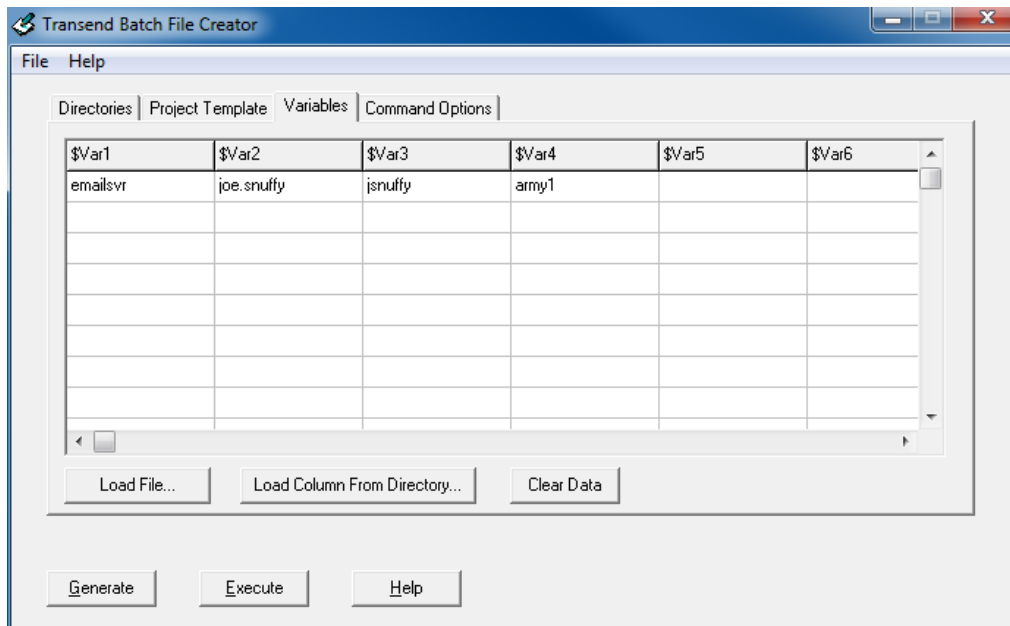 Transend Batch File Creator
File Help
Directories Project Template Variables Command Options
$Var1 $Var2 $Var3 $Var4 $Var5 $Var6
emailsvr joe.snuffy jsnuffy army1
Load File... Load Column From Directory... Clear Data
Generate Execute Help